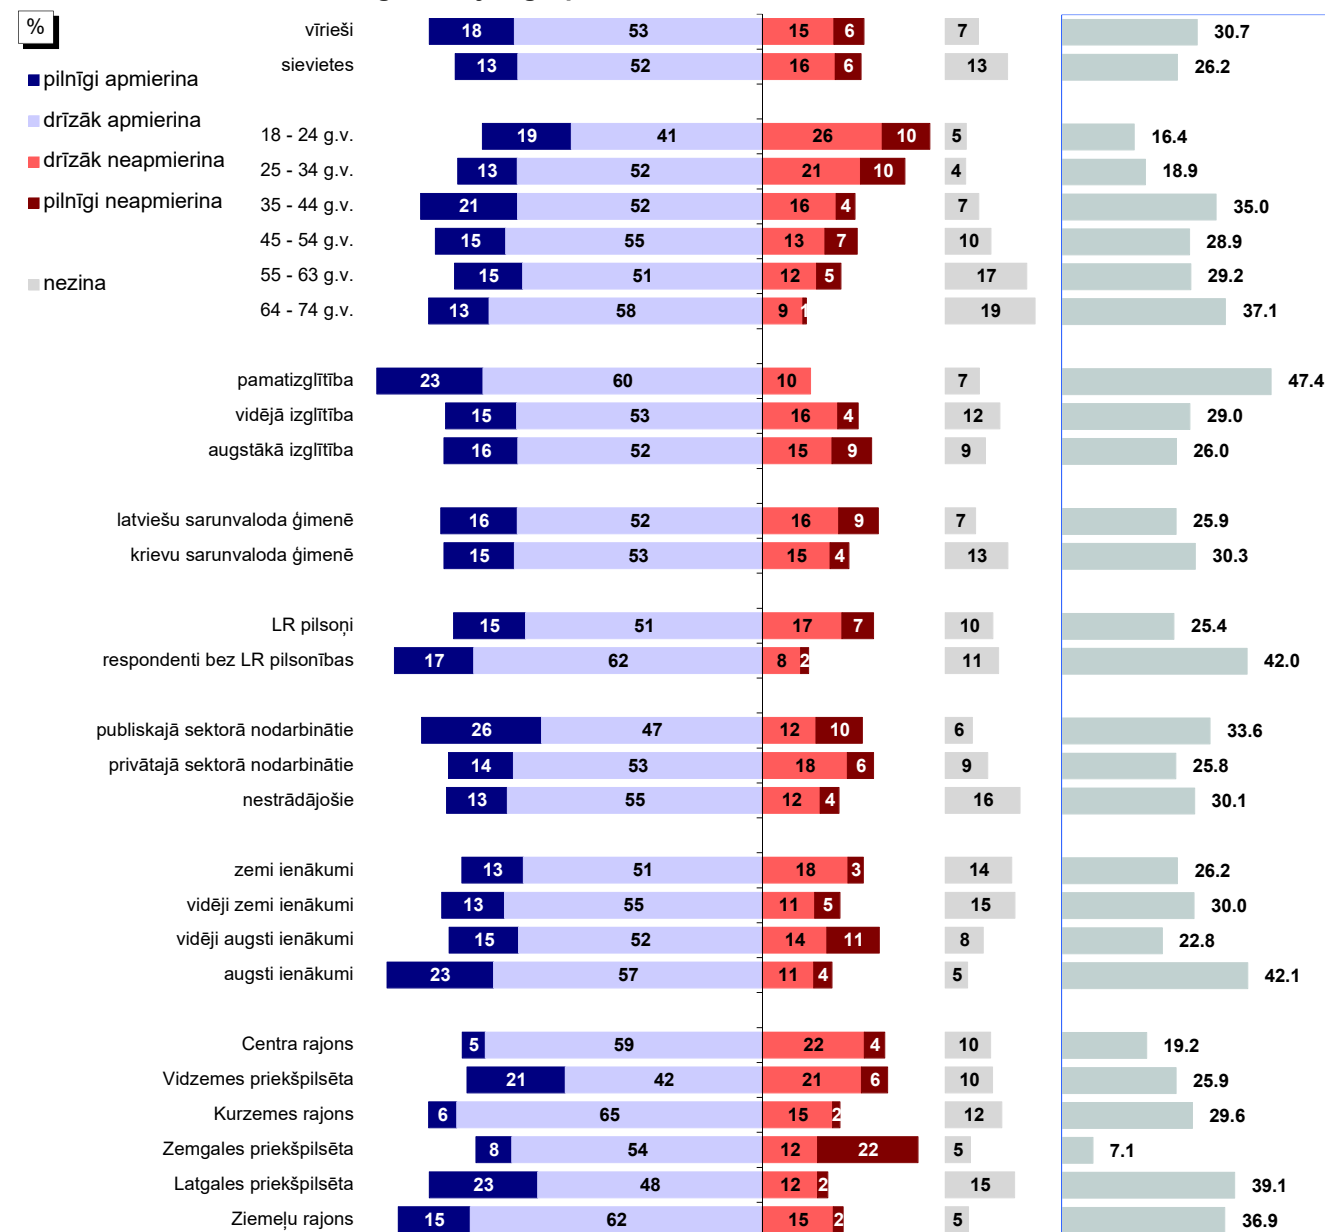 %
pilnīgi apmierina
drīzāk apmierina
drīzāk neapmierina
pilnīgi neapmierina
nezina
vīrieši 18 53 15 6 7 30.7
sievietes 13 52 16 6 13 26.2
18 - 24 g.v. 19 41 26 10 5 16.4
25 - 34 g.v. 13 52 21 10 4 18.9
35 - 44 g.v. 21 52 16 4 7 35.0
45 - 54 g.v. 15 55 13 7 10 28.9
55 - 63 g.v. 15 51 12 5 17 29.2
64 - 74 g.v. 13 58 9 1 19 37.1
pamatizglītība 23 60 10 7 47.4
vidējā izglītība 15 53 16 4 12 29.0
augstākā izglītība 16 52 15 9 9 26.0
latviešu sarunvaloda ģimenē 16 52 16 9 7 25.9
krievu sarunvaloda ģimenē 15 53 15 4 13 30.3
LR pilsoņi 15 51 17 7 10 25.4
respondenti bez LR pilsonības 17 62 8 2 11 42.0
publiskajā sektorā nodarbinātie 26 47 12 10 6 33.6
privātajā sektorā nodarbinātie 14 53 18 6 9 25.8
nestrādājošie 13 55 12 4 16 30.1
zemi ienākumi 13 51 18 3 14 26.2
vidēji zemi ienākumi 13 55 11 5 15 30.0
vidēji augsti ienākumi 15 52 14 11 8 22.8
augsti ienākumi 23 57 11 4 5 42.1
Centra rajons 5 59 22 4 10 19.2
Vidzemes priekšpilsēta 21 42 21 6 10 25.9
Kurzemes rajons 6 65 15 2 12 29.6
Zemgales priekšpilsēta 8 54 12 22 5 7.1
Latgales priekšpilsēta 23 48 12 2 15 39.1
Ziemeļu rajons 15 62 15 2 5 36.9